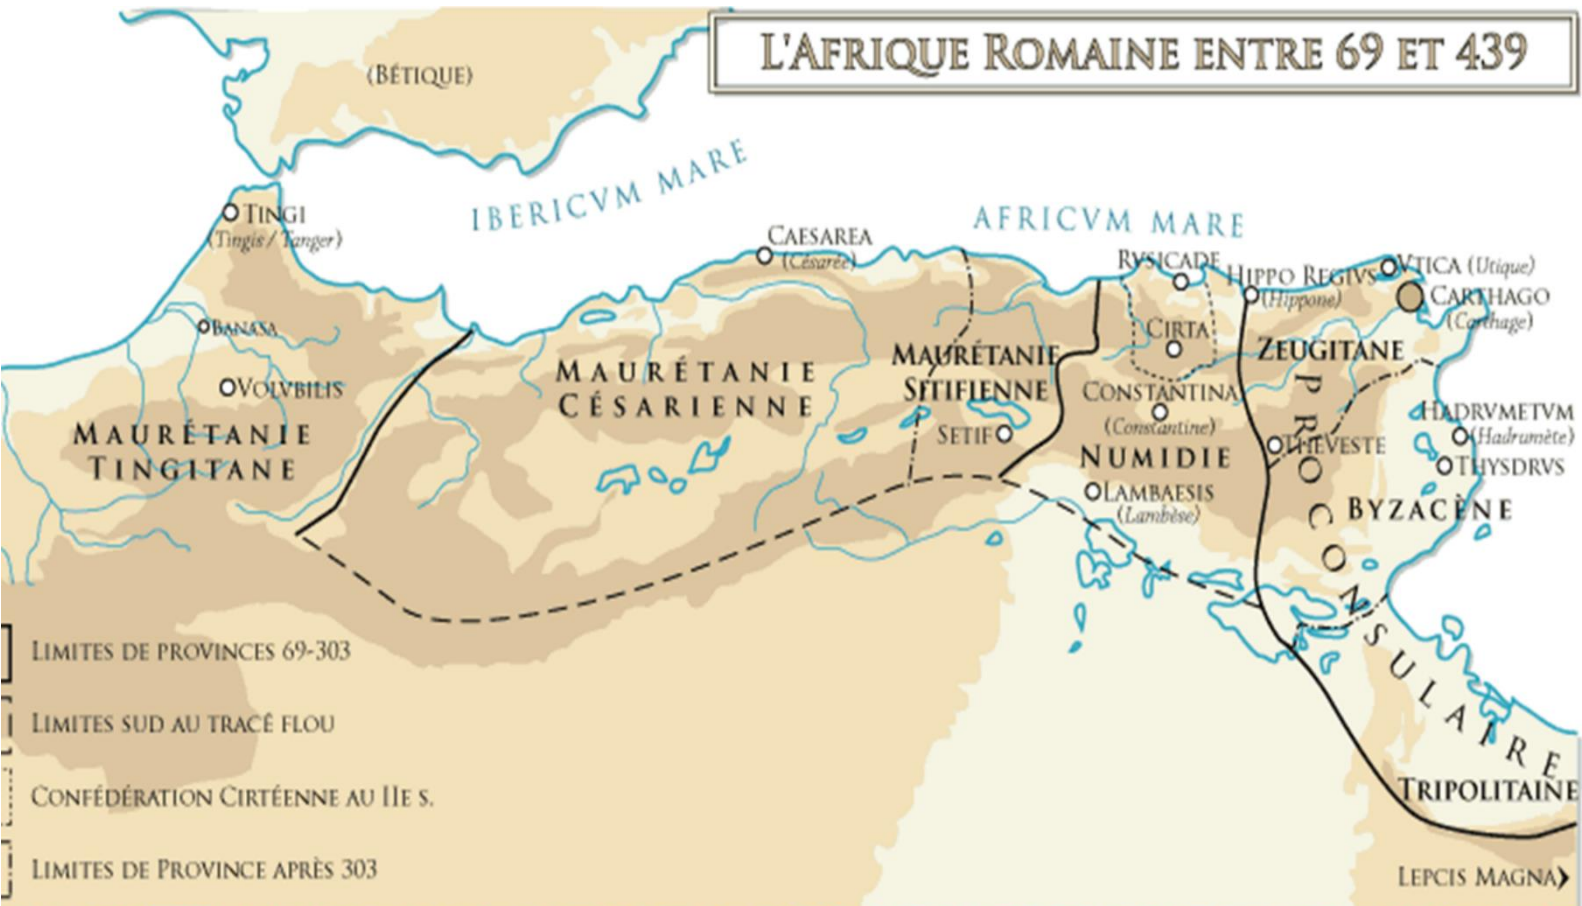 L'AFRIQUE ROMAINE ENTRE 69 ET 439
(BÉTIQUE)
IBERICVM MARE
AFRICVM MARE
TINGI
(Tingis / Tanger)
CAESAREA
(Césarée)
RVSICADE
HIPPO REGIVS
(Hippone)
VTICA (Utique)
CARTHAGO
(Carthage)
BANASA
CIRTA
VOLVBILIS
MAURÉTANIE
TINGITANE
MAURÉTANIE
CÉSARIENNE
MAURÉTANIE
SITIFIENNE
SETIF
ZEUGITANE
CONSTANTINA
(Constantine)
NUMIDIE
LAMBAESIS
(Lambèse)
THEVESTE
HADRVMETVM
(Hadrumète)
THYSDRVS
BYZACÈNE
PROCONSULAIRE
TRIPOLITAINE
LEPCIS MAGNA
LIMITES DE PROVINCES 69-303
LIMITES SUD AU TRACÉ FLOU
CONFÉDÉRATION CIRTÉENNE AU IIE S.
LIMITES DE PROVINCE APRÈS 303